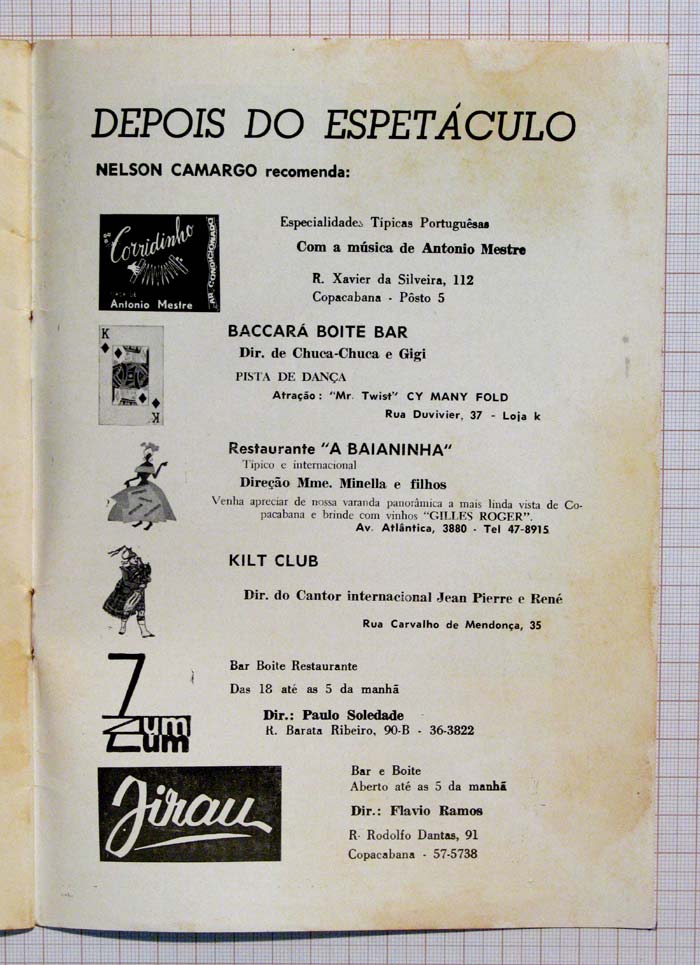 DEPOIS DO ESPETÁCULO
NELSON CAMARGO recomenda:
Corridinho
AR CONDICIONADO
CASA DE
Antonio Mestre
Especialidades Típicas Portuguêsas
Com a música de Antonio Mestre
R. Xavier da Silveira, 112
Copacabana - Pôsto 5
K
K
BACCARÁ BOITE BAR
Dir. de Chuca-Chuca e Gigi
PISTA DE DANÇA
Atração: "Mr. Twist" CY MANY FOLD
Rua Duvivier, 37 - Loja k
Restaurante "A BAIANINHA"
Típico e internacional
Direção Mme. Minella e filhos
Venha apreciar de nossa varanda panorâmica a mais linda vista de Co-
pacabana e brinde com vinhos "GILLES ROGER".
Av. Atlântica, 3880 - Tel 47-8915
KILT CLUB
Dir. do Cantor internacional Jean Pierre e René
Rua Carvalho de Mendonça, 35
Zum
Zum
Bar Boite Restaurante
Das 18 até as 5 da manhã
Dir.: Paulo Soledade
R. Barata Ribeiro, 90-B - 36-3822
Jirau
Bar e Boite
Aberto até as 5 da manhã
Dir.: Flavio Ramos
R. Rodolfo Dantas, 91
Copacabana - 57-5738